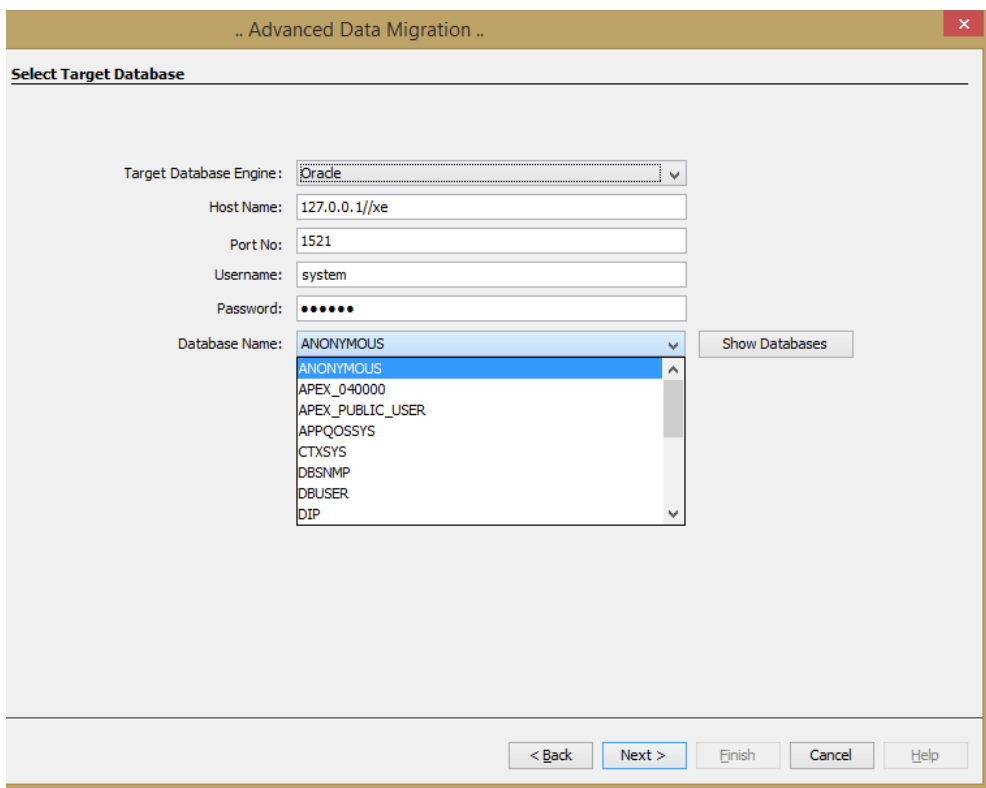 .. Advanced Data Migration ..
Select Target Database
Target Database Engine: Oracle
Host Name: 127.0.0.1//xe
Port No: 1521
Username: system
Password: ••••••
Database Name: ANONYMOUS Show Databases
ANONYMOUS
APEX_040000
APEX_PUBLIC_USER
APPQOSSYS
CTXSYS
DBSNMP
DBUSER
DIP
< Back Next > Finish Cancel Help